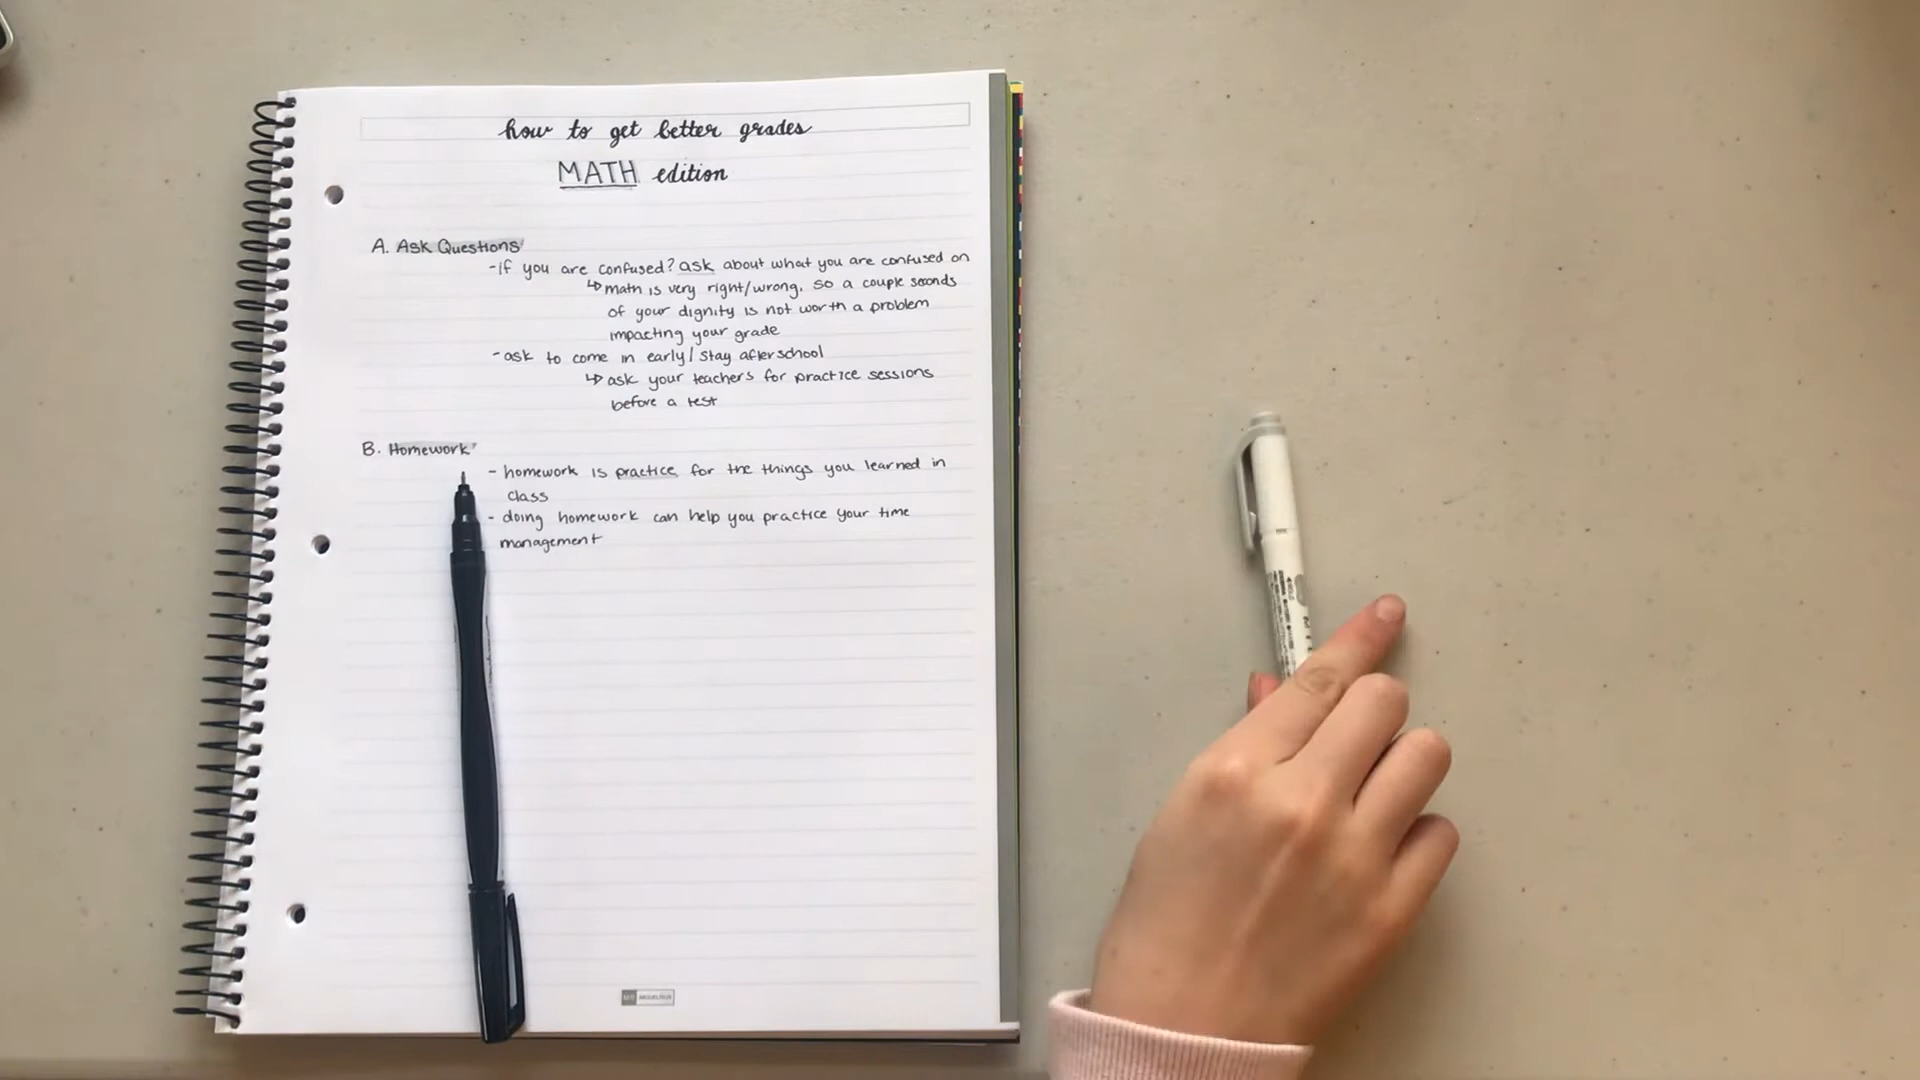 how to get better grades
MATH edition
A. Ask Questions
- if you are confused? ask about what you are confused on
↳ math is very right/wrong, so a couple seconds
of your dignity is not worth a problem
impacting your grade
- ask to come in early/stay afterschool
↳ ask your teachers for practice sessions
before a test
B. Homework
- homework is practice for the things you learned in
class
- doing homework can help you practice your time
management